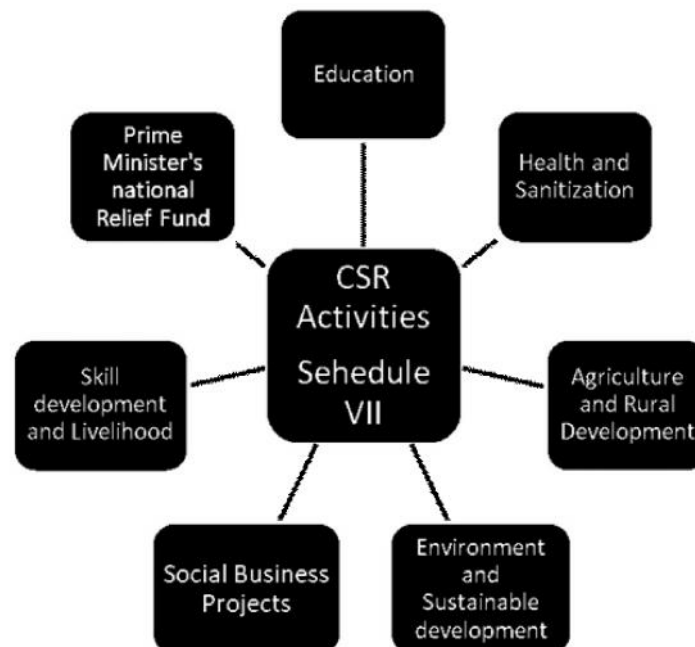 Education
Prime
Minister's
national
Relief Fund
Health and
Sanitization
CSR
Activities
Sehedule
VII
Skill
development
and Livelihood
Agriculture
and Rural
Development
Social Business
Projects
Environment
and
Sustainable
development